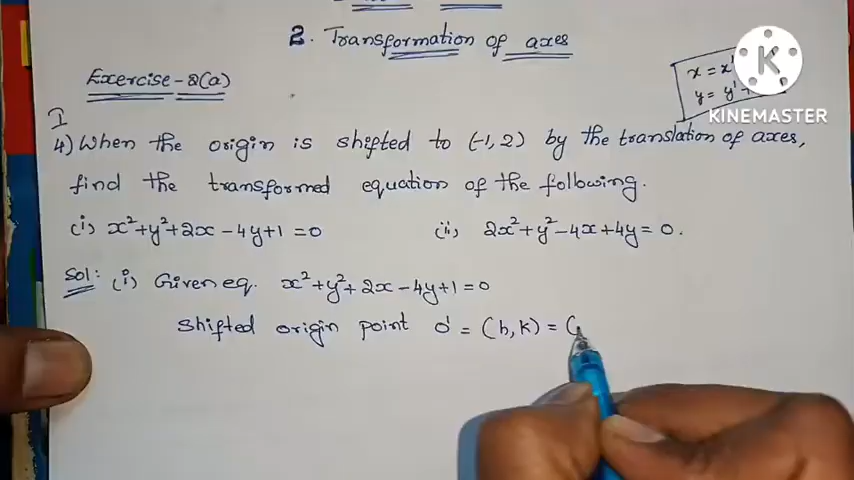 2. Transformation of axes
Exercise-2(a)
x = x'
y = y'+
K
KINEMASTER
I
4) When the origin is shifted to (-1, 2) by the translation of axes,
find the transformed equation of the following.
(i) x²+y²+2x-4y+1=0 (ii) 2x²+y²-4x+4y=0.
Sol: (i) Given eq. x²+y²+2x-4y+1=0
Shifted origin point O' = (h, k) = (